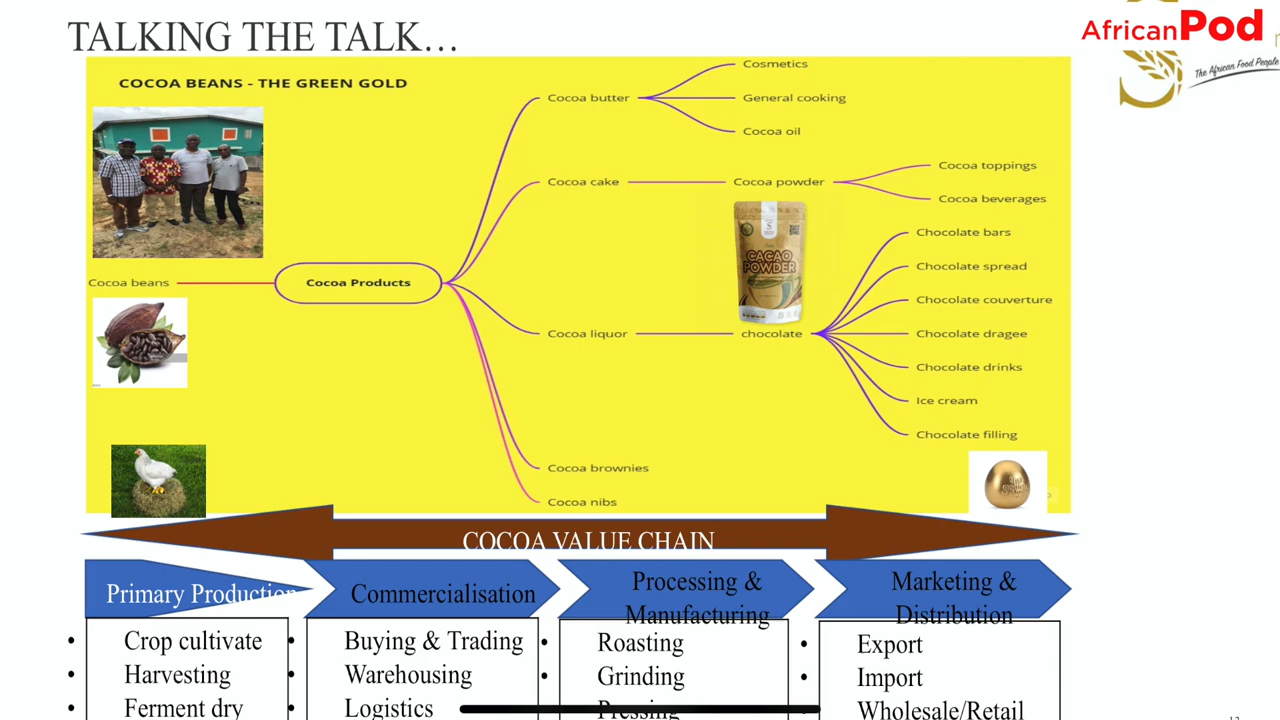 TALKING THE TALK…
AfricanPod
The African Food People
COCOA BEANS - THE GREEN GOLD
Cocoa beans
Cocoa Products
Cocoa butter
Cosmetics
General cooking
Cocoa oil
Cocoa cake
Cocoa powder
Cocoa toppings
Cocoa beverages
CACAO
POWDER
Cocoa liquor
chocolate
Chocolate bars
Chocolate spread
Chocolate couverture
Chocolate dragee
Chocolate drinks
Ice cream
Chocolate filling
Cocoa brownies
Cocoa nibs
COCOA VALUE CHAIN
Primary Production
• Crop cultivate
• Harvesting
• Ferment dry
Commercialisation
• Buying & Trading
• Warehousing
• Logistics
Processing &
Manufacturing
• Roasting
• Grinding
Pressing
Marketing &
Distribution
• Export
• Import
• Wholesale/Retail